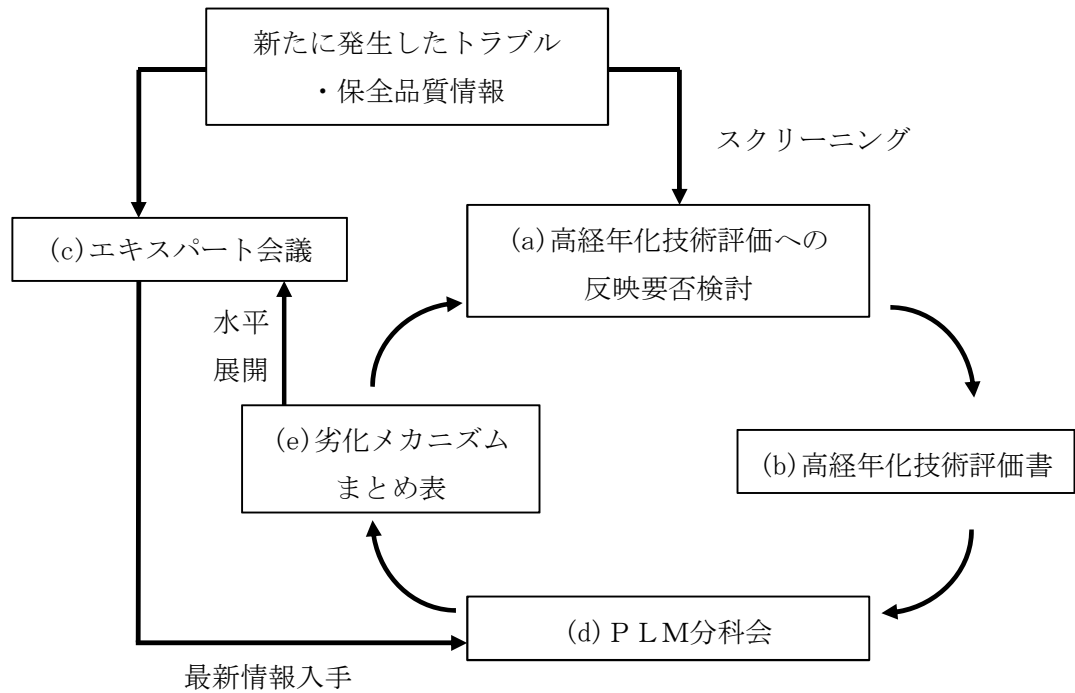 新たに発生したトラブル
・保全品質情報
スクリーニング
(c)エキスパート会議
(a)高経年化技術評価への
反映要否検討
水平
展開
(e)劣化メカニズム
まとめ表
(b)高経年化技術評価書
(d)ＰＬＭ分科会
最新情報入手